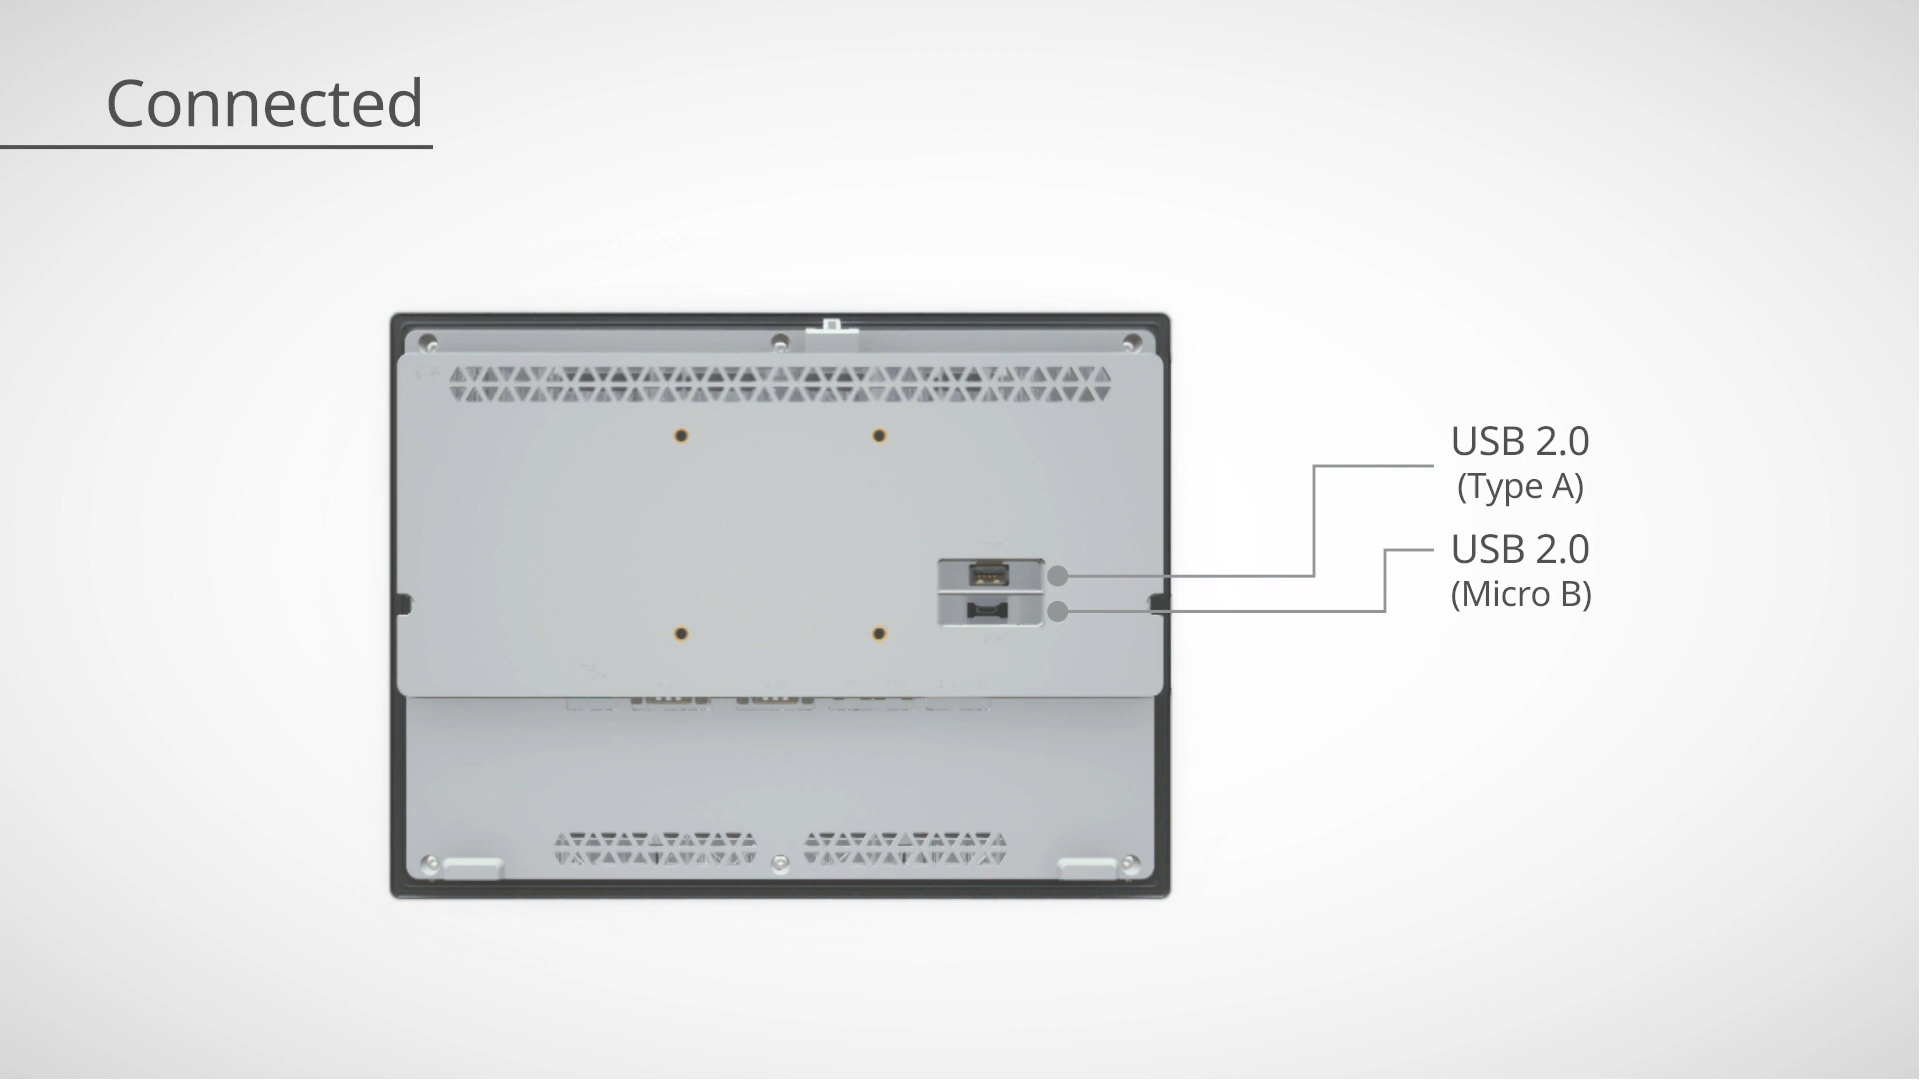 Connected
USB 2.0
(Type A)
USB 2.0
(Micro B)